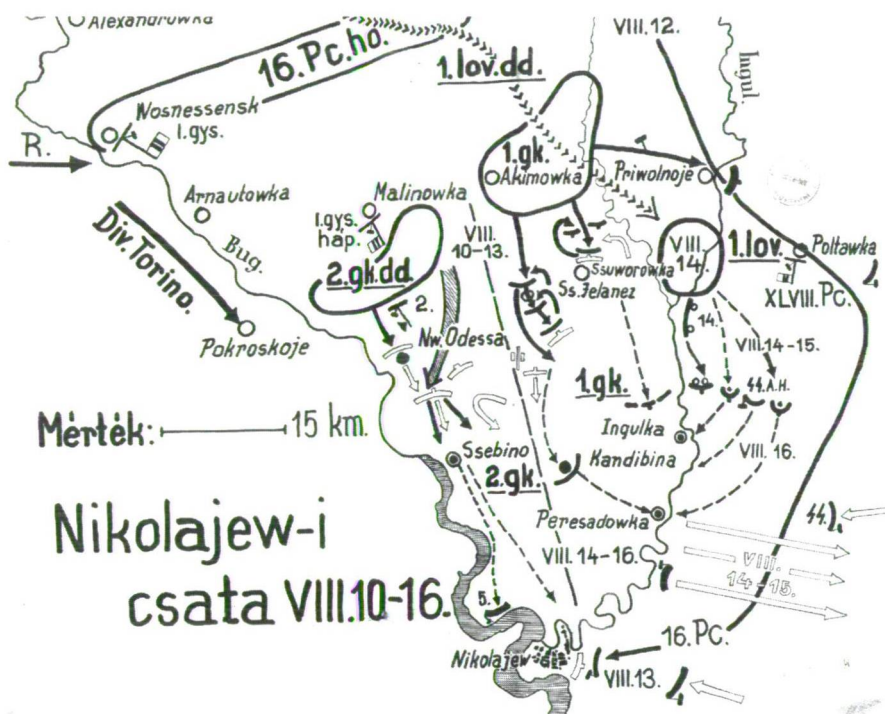 Alexandrowka
VIII.12.
Ingul.
16.Pc.ho.
1.lov.dd.
Wosnessensk
I.gys.
R.
1.gk.
Akimowka
Priwolnoje
Arnautowka
Malinowka
I.gys.
háp.
VIII.
10-13.
Div. Torino.
Bug.
2.gk.dd.
Ssuworowka
Ss.Jelanez
VIII.
14.
1.lov.
Poltawka
XLVIII. Pc.
2.
Nw. Odessa
Pokroskoje
14.
VIII.14-15.
1.gk.
44.A.H.
Mérték:
15 km.
Ingulka
VIII.16.
Ssebino
Kandibina
2.gk.
Nikolajew-i
csata VIII.10-16.
Peresadowka
44.
VIII.14-16.
VIII.
14-15.
5.
Nikolajew
16.Pc.
VIII.13.